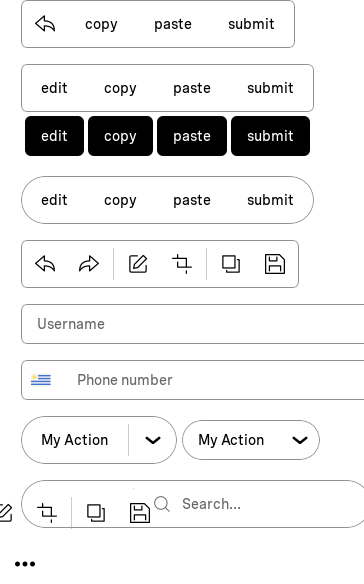 copy paste submit
edit copy paste submit
edit copy paste submit
edit copy paste submit
Username
Phone number
My Action My Action
Search...